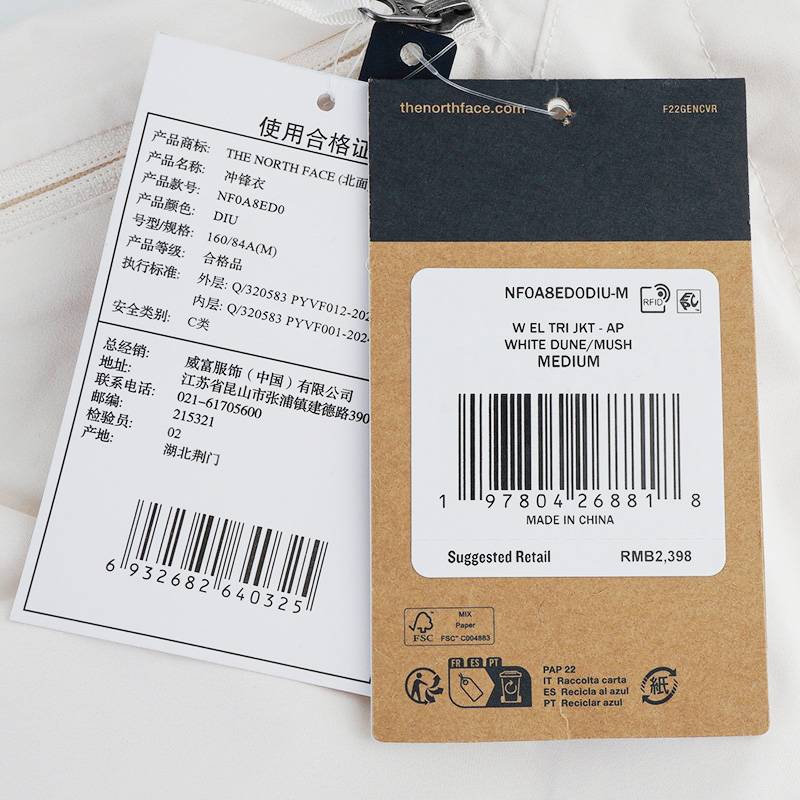 使用合格证
产品商标: THE NORTH FACE (北面
产品名称: 冲锋衣
产品款号: NF0A8ED0
产品颜色: DIU
号型/规格: 160/84A(M)
产品等级: 合格品
执行标准: 外层: Q/320583 PYVF012-202
内层: Q/320583 PYVF001-202
安全类别: C类
总经销: 威富服饰（中国）有限公司
地址: 江苏省昆山市张浦镇建德路390
联系电话: 021-61705600
邮编: 215321
检验员: 02
产地: 湖北荆门
6 932682 640325
thenorthface.com
F22GENCVR
NF0A8ED0DIU-M
RFID
W EL TRI JKT - AP
WHITE DUNE/MUSH
MEDIUM
1 97804 26881 8
MADE IN CHINA
Suggested Retail RMB2,398
FSC
MIX
Paper
FSC™ C004883
FR ES PT
PAP 22
IT Raccolta carta
ES Recicla al azul
PT Reciclar azul
紙